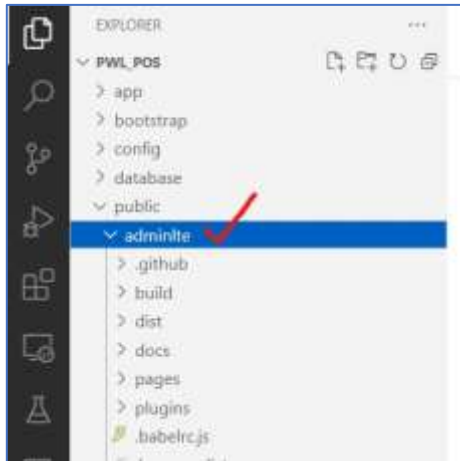 EXPLORER
PWL_POS
app
bootstrap
config
database
public
adminlte
.github
build
dist
docs
pages
plugins
.babelrc.js